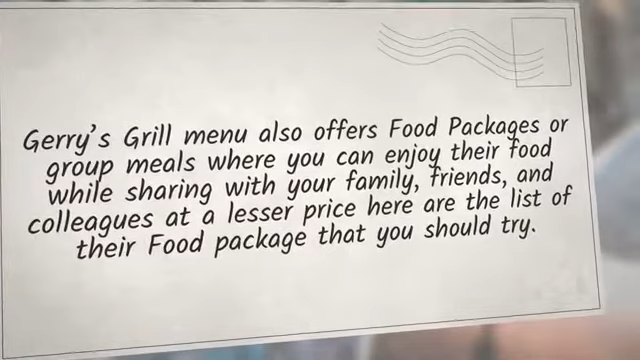 Gerry's Grill menu also offers Food Packages or
group meals where you can enjoy their food
while sharing with your family, friends, and
colleagues at a lesser price here are the list of
their Food package that you should try.